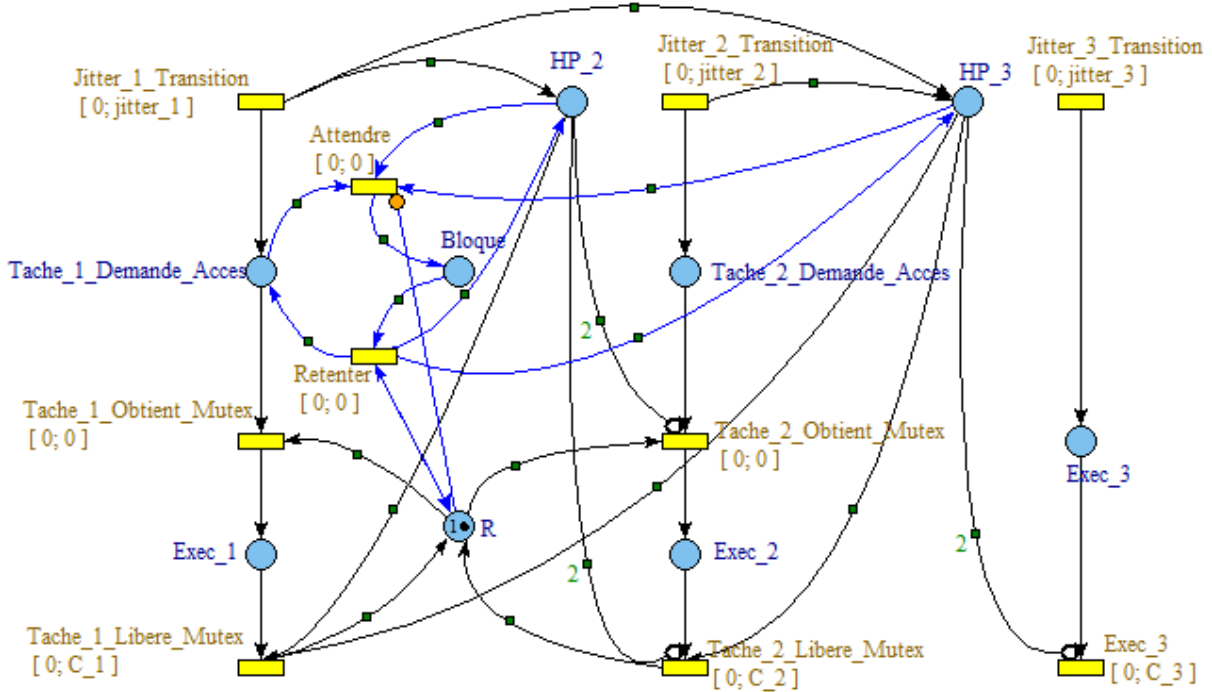 Jitter_1_Transition
[ 0; jitter_1 ]
HP_2
Jitter_2_Transition
[ 0; jitter_2 ]
HP_3
Jitter_3_Transition
[ 0; jitter_3 ]
Attendre
[ 0; 0 ]
Bloque
Tache_1_Demande_Acces
Tache_2_Demande_Acces
2
Retenter
[ 0; 0 ]
Tache_1_Obtient_Mutex
[ 0; 0 ]
Tache_2_Obtient_Mutex
[ 0; 0 ]
Exec_3
1
R
Exec_1
Exec_2
2
2
Tache_1_Libere_Mutex
[ 0; C_1 ]
Tache_2_Libere_Mutex
[ 0; C_2 ]
Exec_3
[ 0; C_3 ]